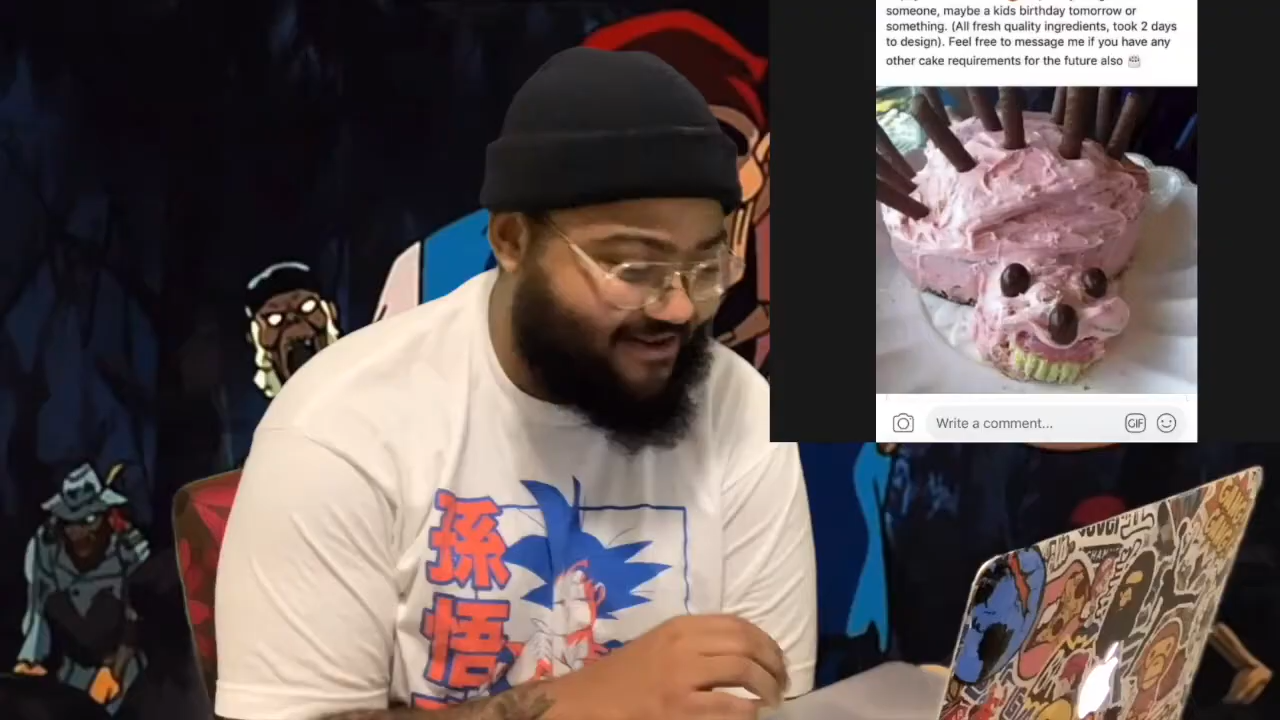 someone, maybe a kids birthday tomorrow or
something. (All fresh quality ingredients, took 2 days
to design). Feel free to message me if you have any
other cake requirements for the future also
Write a comment...
GIF
孫
悟